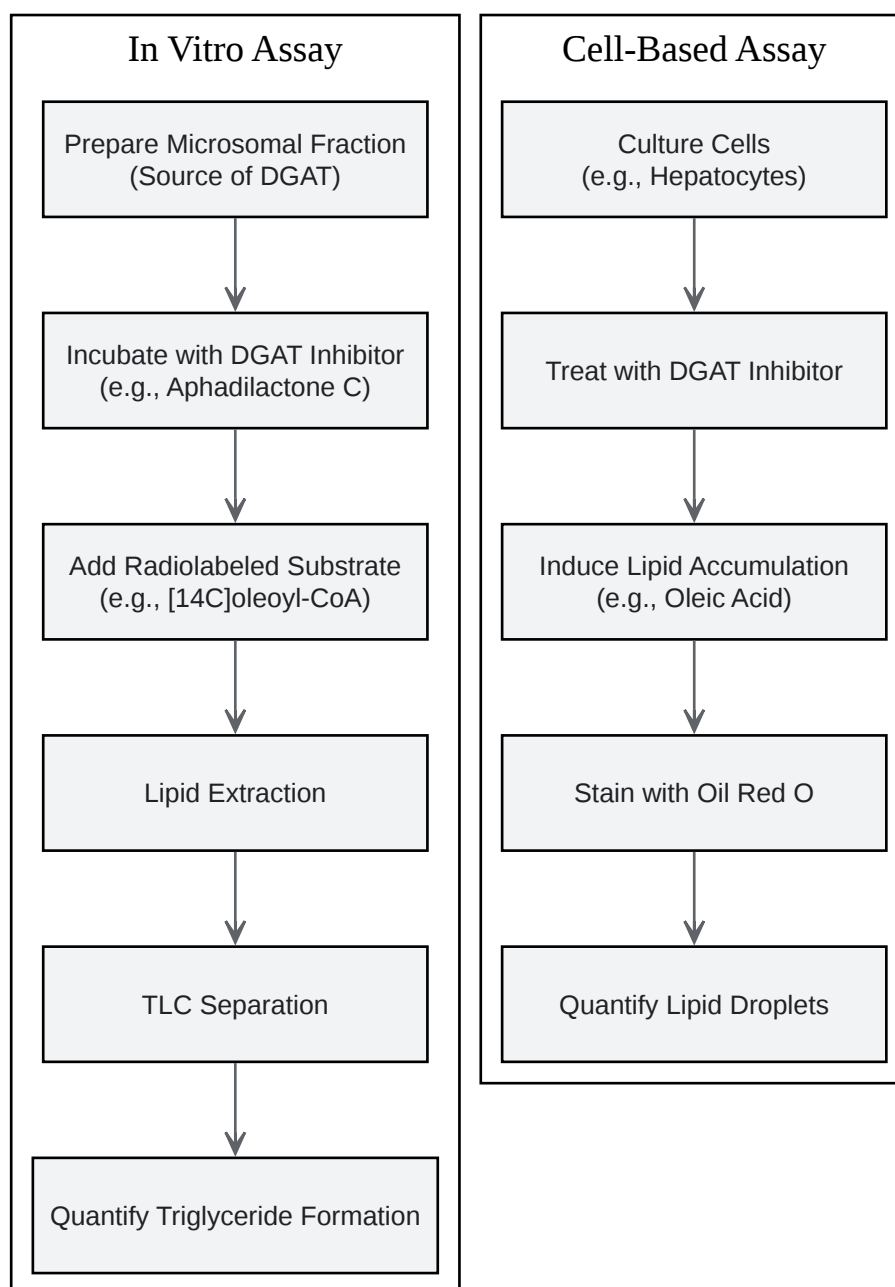 In Vitro Assay
Prepare Microsomal Fraction
(Source of DGAT)
Incubate with DGAT Inhibitor
(e.g., Aphadilactone C)
Add Radiolabeled Substrate
(e.g., [14C]oleoyl-CoA)
Lipid Extraction
TLC Separation
Quantify Triglyceride Formation
Cell-Based Assay
Culture Cells
(e.g., Hepatocytes)
Treat with DGAT Inhibitor
Induce Lipid Accumulation
(e.g., Oleic Acid)
Stain with Oil Red O
Quantify Lipid Droplets